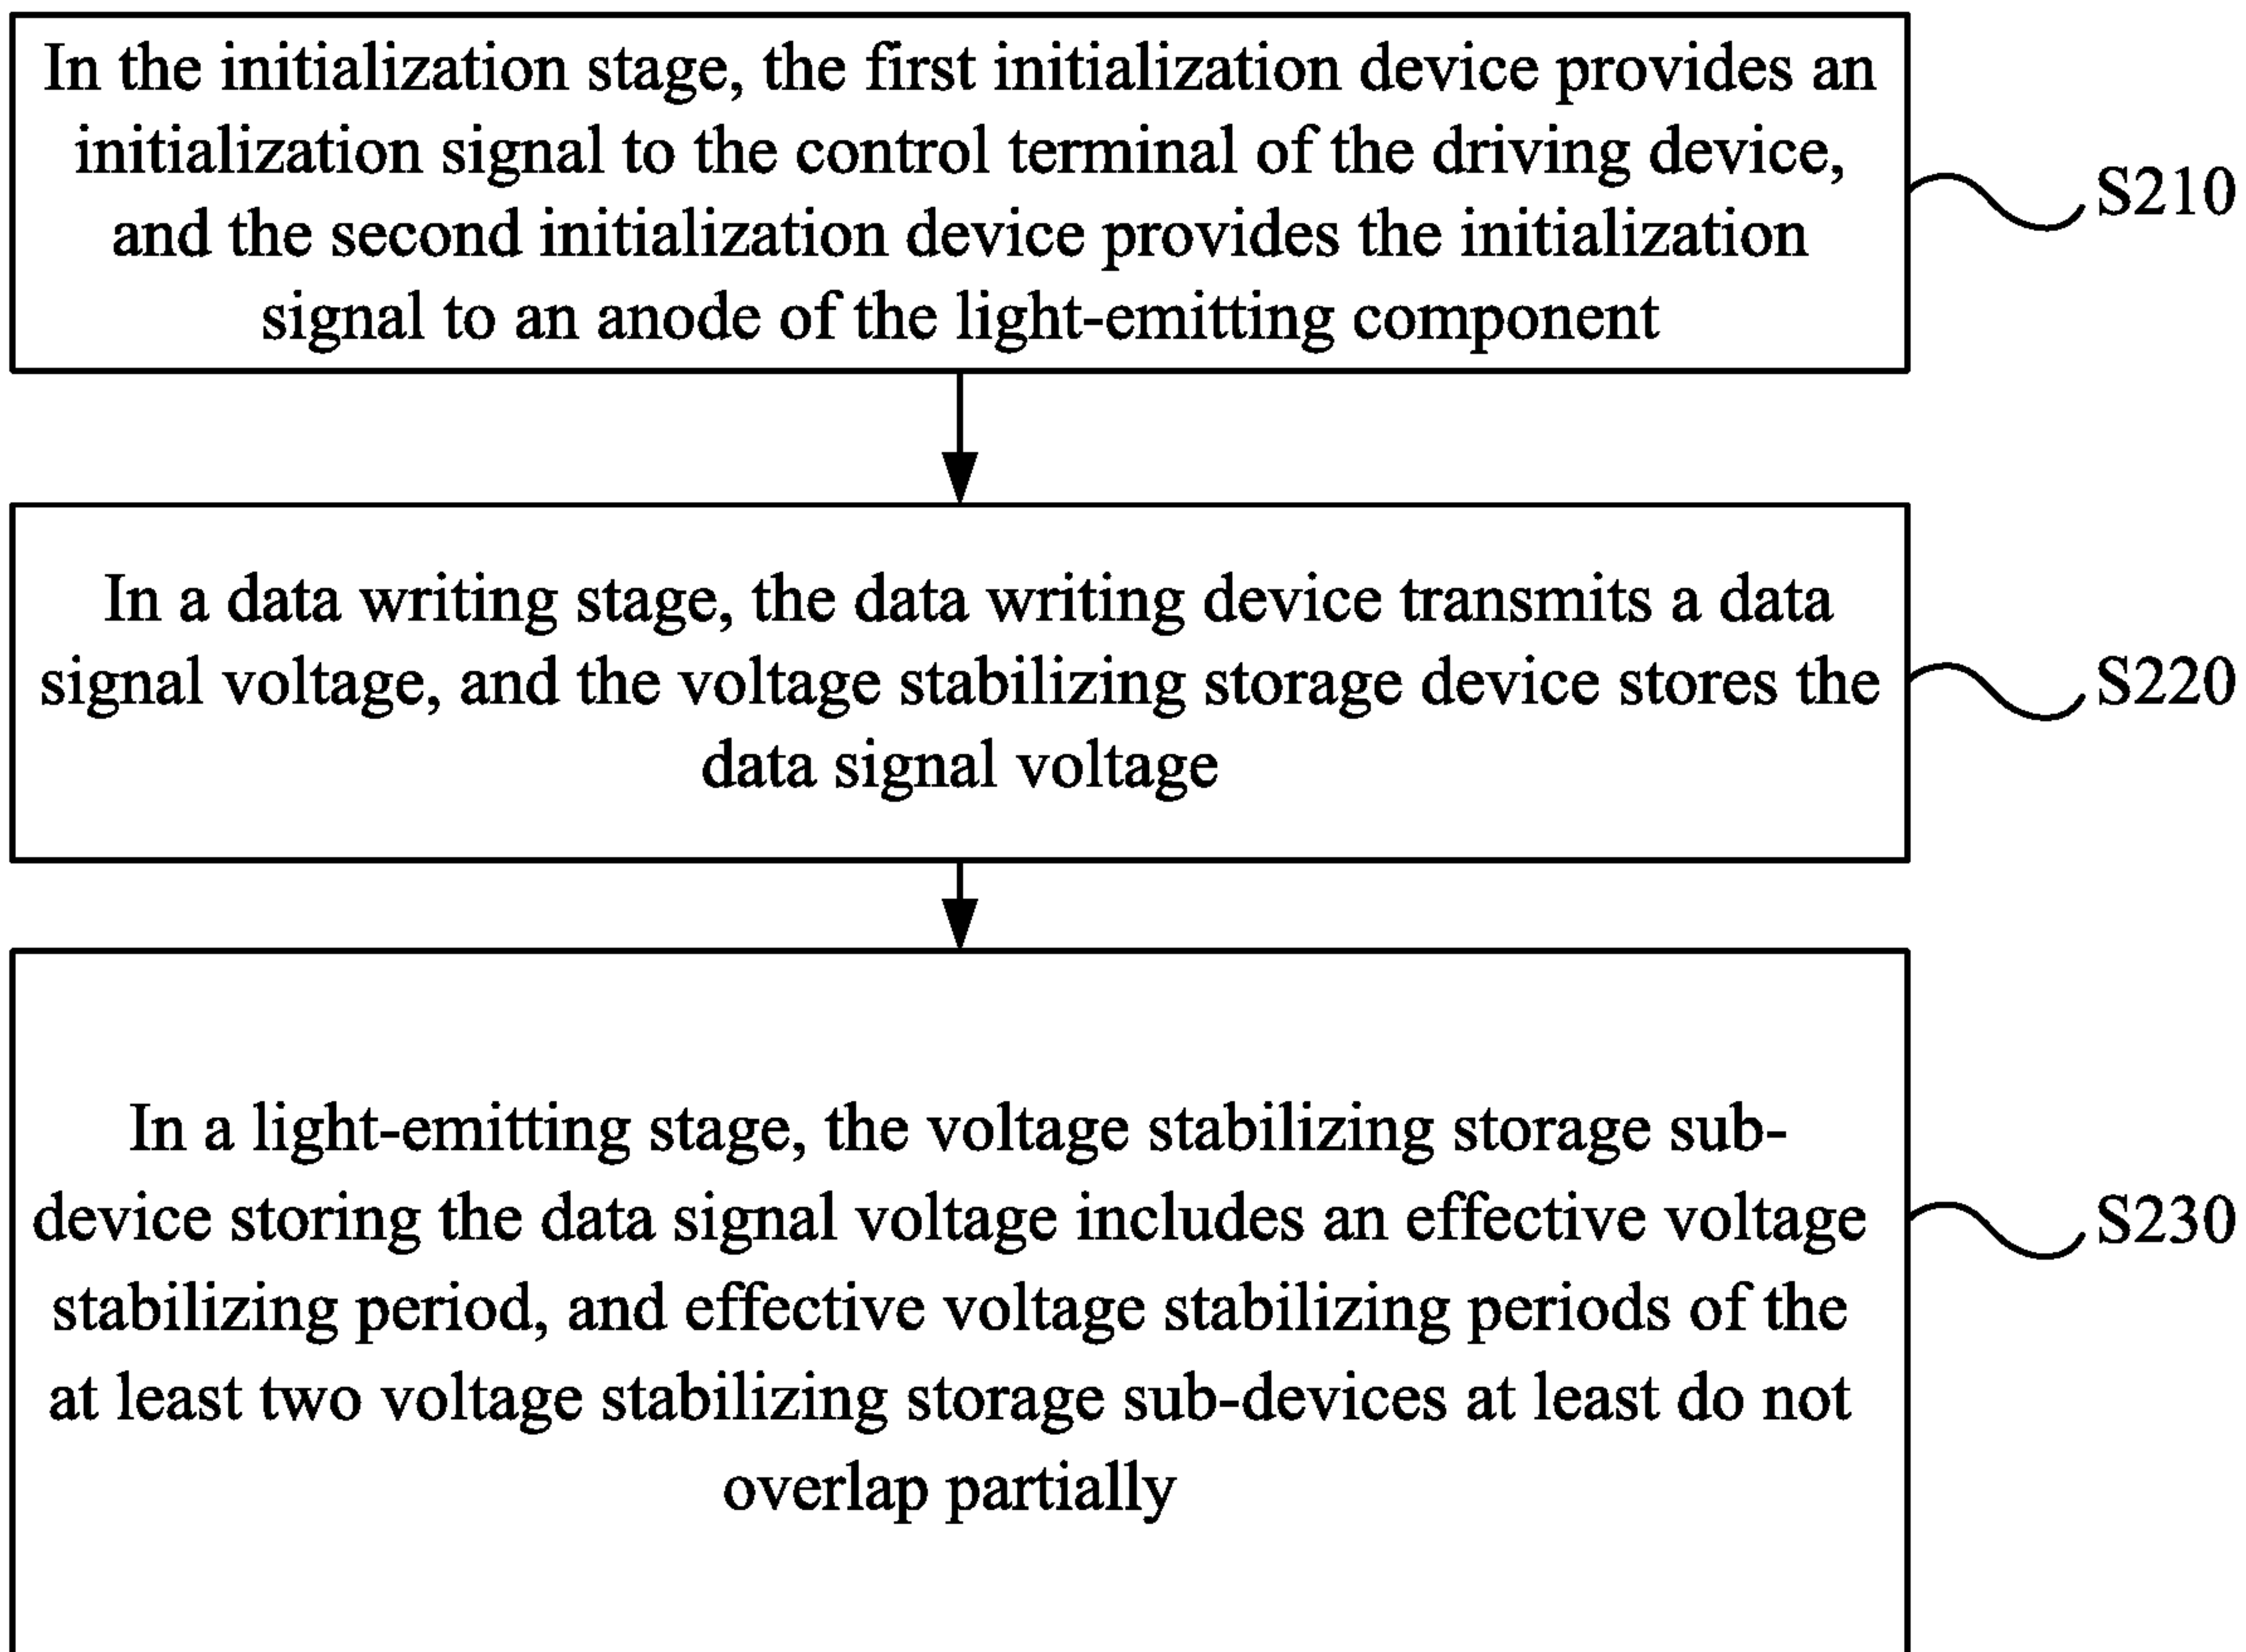 In the initialization stage, the first initialization device provides an
initialization signal to the control terminal of the driving device,
and the second initialization device provides the initialization
signal to an anode of the light-emitting component
S210
In a data writing stage, the data writing device transmits a data
signal voltage, and the voltage stabilizing storage device stores the
data signal voltage
S220
In a light-emitting stage, the voltage stabilizing storage sub-
device storing the data signal voltage includes an effective voltage
stabilizing period, and effective voltage stabilizing periods of the
at least two voltage stabilizing storage sub-devices at least do not
overlap partially
S230